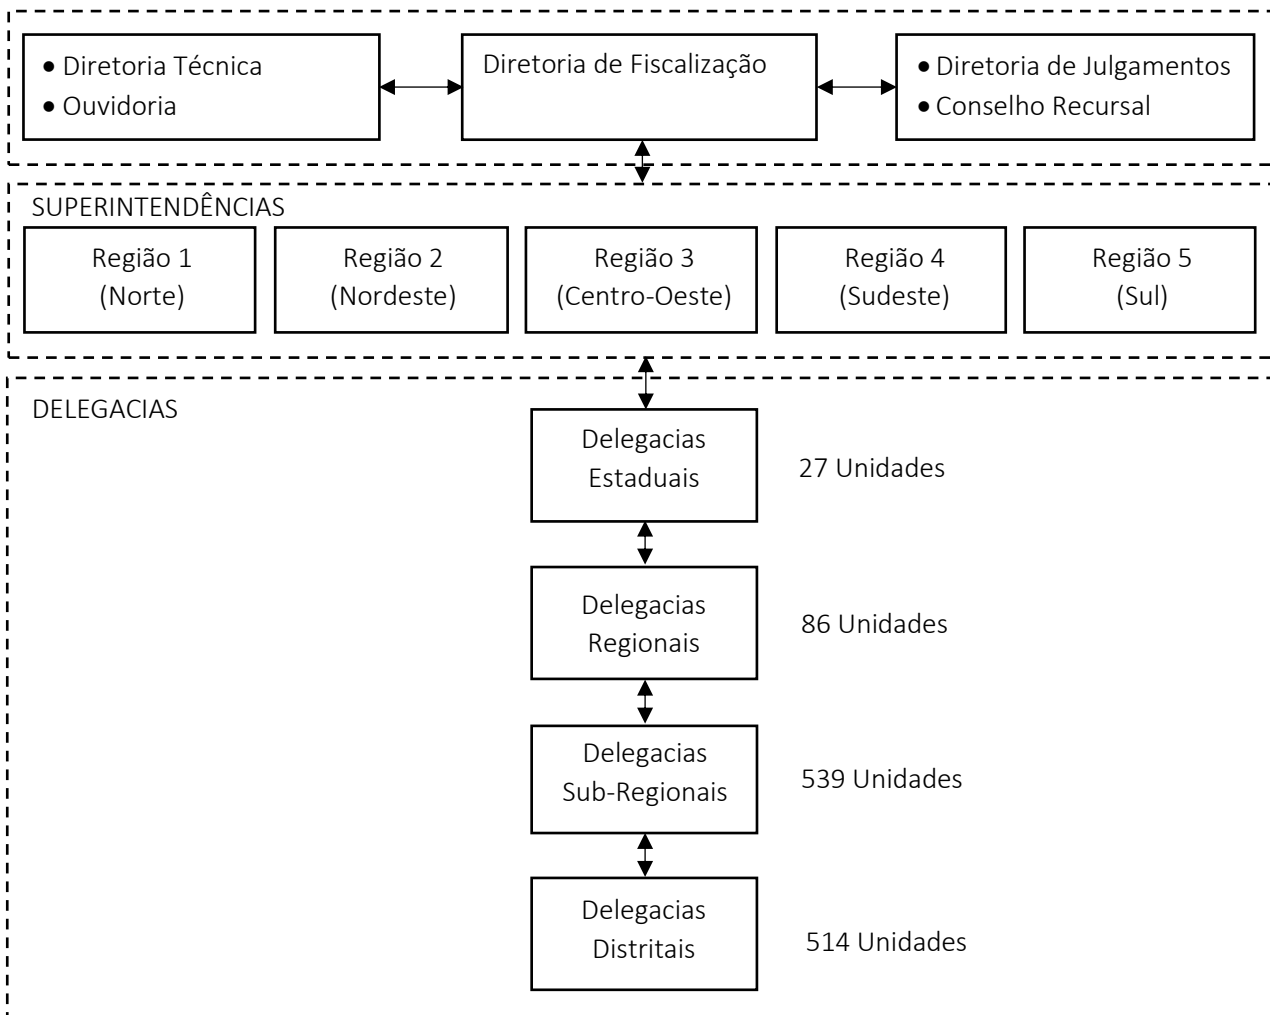 • Diretoria Técnica
• Ouvidoria
Diretoria de Fiscalização
• Diretoria de Julgamentos
• Conselho Recursal
SUPERINTENDÊNCIAS
Região 1
(Norte)
Região 2
(Nordeste)
Região 3
(Centro-Oeste)
Região 4
(Sudeste)
Região 5
(Sul)
DELEGACIAS
Delegacias
Estaduais
27 Unidades
Delegacias
Regionais
86 Unidades
Delegacias
Sub-Regionais
539 Unidades
Delegacias
Distritais
514 Unidades